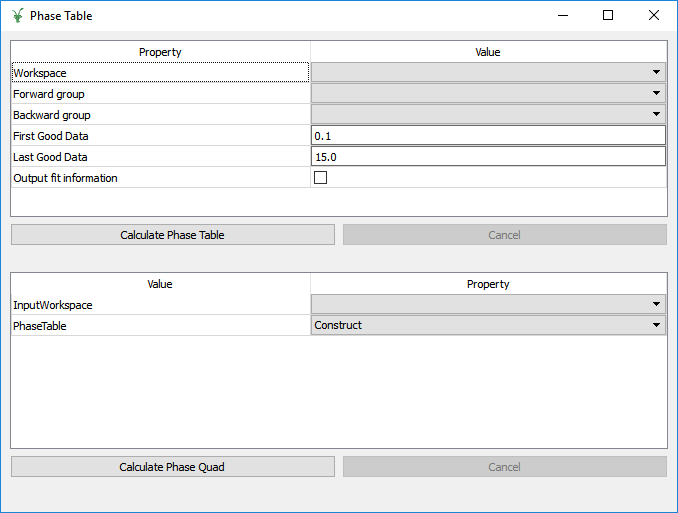 Phase Table
Property Value
Workspace
Forward group
Backward group
First Good Data 0.1
Last Good Data 15.0
Output fit information
Calculate Phase Table Cancel
Value Property
InputWorkspace
PhaseTable Construct
Calculate Phase Quad Cancel